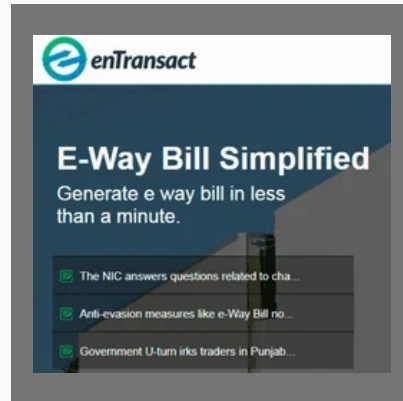 enTransact
E-Way Bill Simplified
Generate e way bill in less
than a minute.
The NIC answers questions related to cha...
Anti-evasion measures like e-Way Bill no...
Government U-turn irks traders in Punjab...